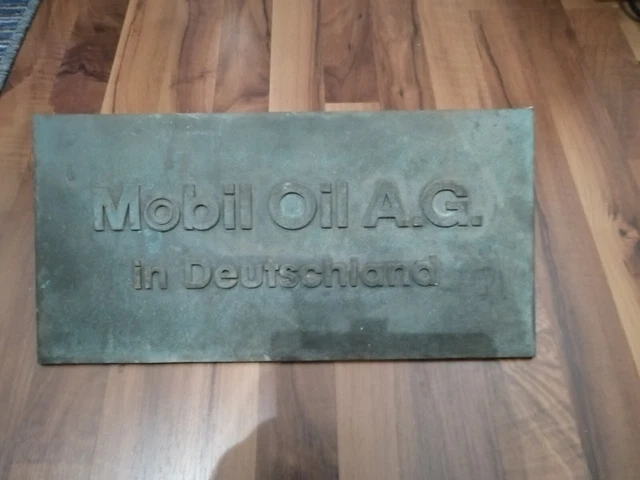 Mobil Oil A.G.
in Deutschland